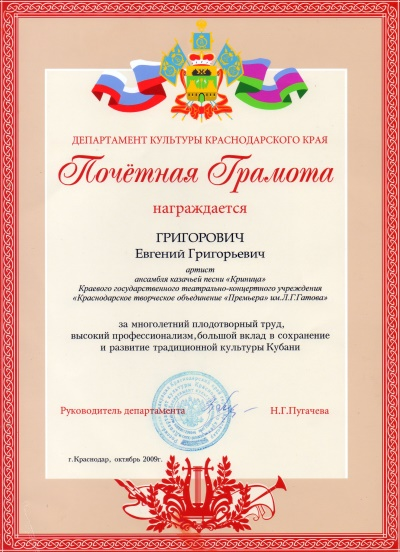 ДЕПАРТАМЕНТ КУЛЬТУРЫ КРАСНОДАРСКОГО КРАЯ
Почётная Грамота
награждается
ГРИГОРОВИЧ
Евгений Григорьевич
артист
ансамбля казачьей песни «Криница»
Краевого государственного театрально-концертного учреждения
«Краснодарское творческое объединение «Премьера» им.Л.Г.Гатова»
за многолетний плодотворный труд,
высокий профессионализм, большой вклад в сохранение
и развитие традиционной культуры Кубани
Руководитель департамента Н.Г.Пугачева
г.Краснодар, октябрь 2009г.